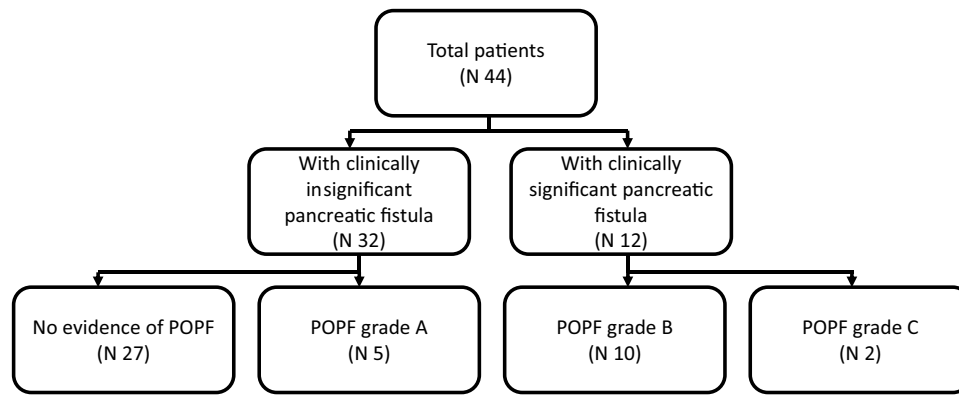 Total patients
(N 44)
With clinically
insignificant
pancreatic fistula
(N 32)
With clinically
significant pancreatic
fistula
(N 12)
No evidence of POPF
(N 27)
POPF grade A
(N 5)
POPF grade B
(N 10)
POPF grade C
(N 2)